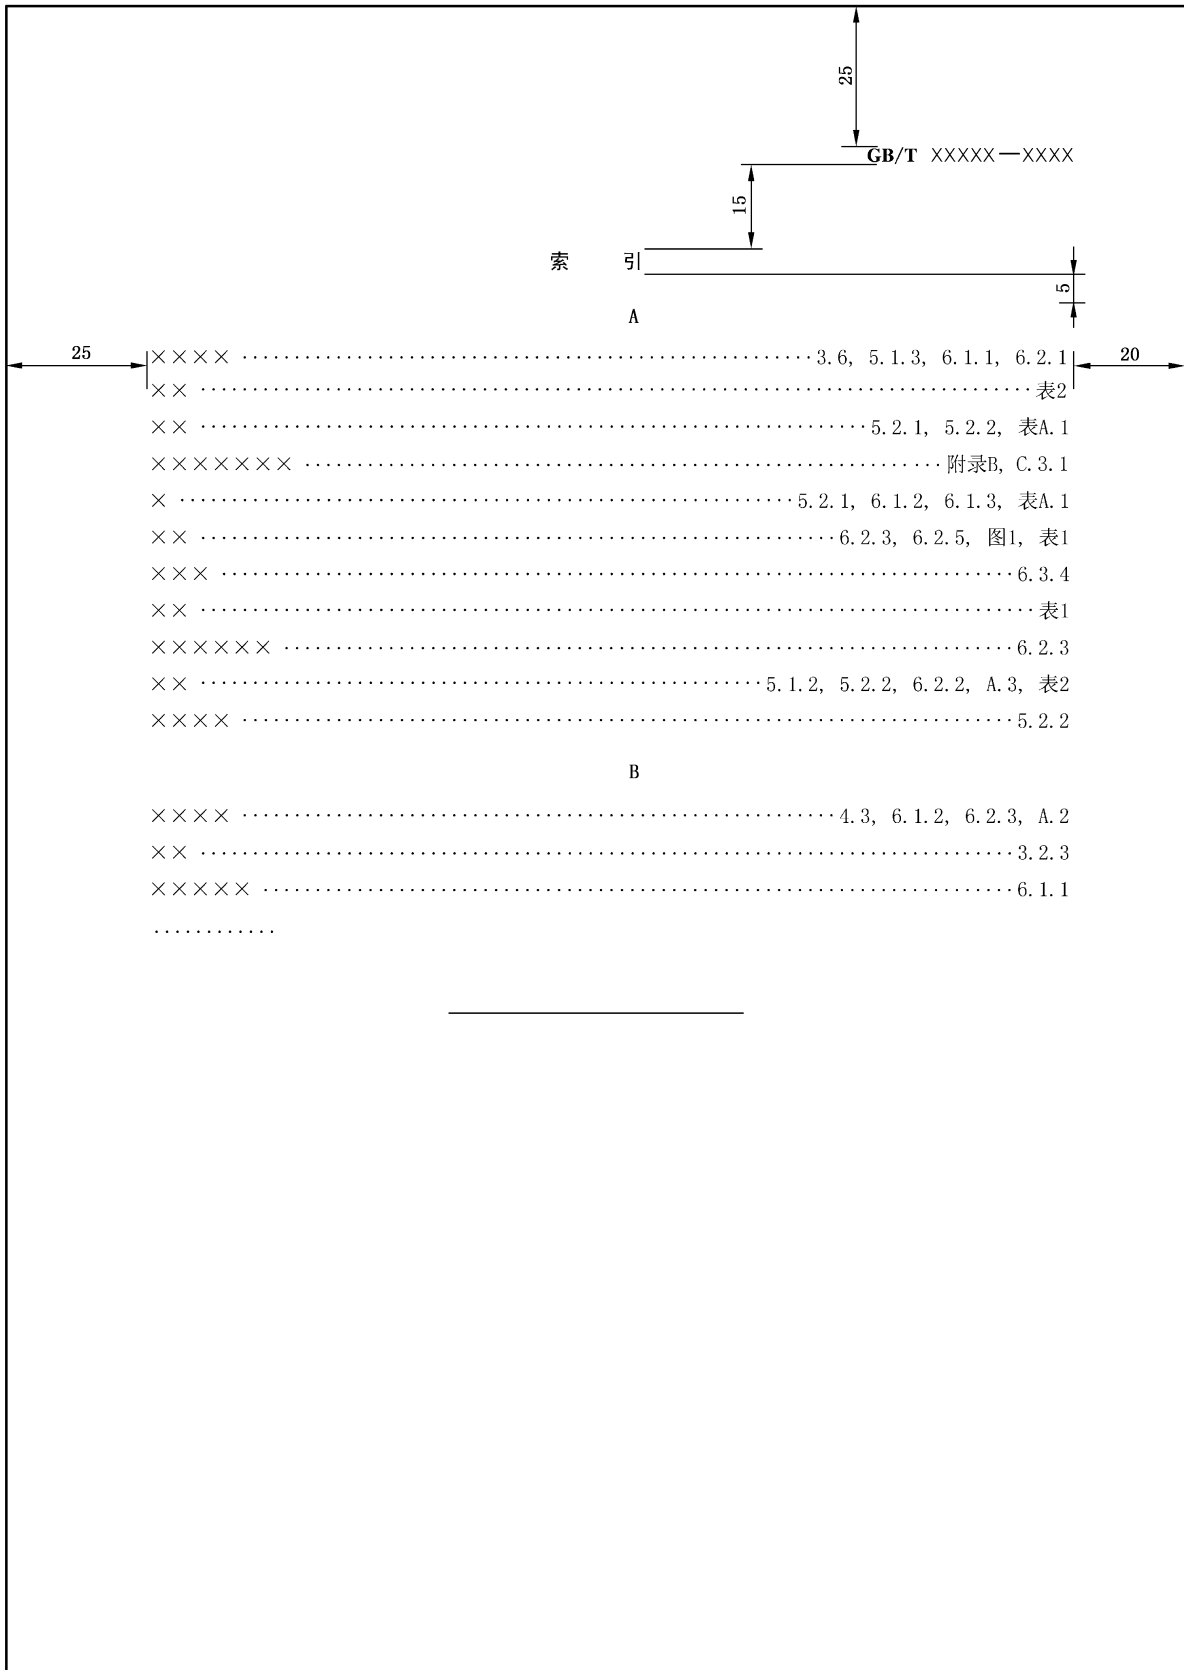 25
GB/T XXXXX—XXXX
15
索 引
5
A
25
20
×××× ········································ 3.6, 5.1.3, 6.1.1, 6.2.1
×× ········································ 表2
×× ········································ 5.2.1, 5.2.2, 表A.1
××××××× ········································ 附录B, C.3.1
× ········································ 5.2.1, 6.1.2, 6.1.3, 表A.1
×× ········································ 6.2.3, 6.2.5, 图1, 表1
××× ········································ 6.3.4
×× ········································ 表1
×××××× ········································ 6.2.3
×× ········································ 5.1.2, 5.2.2, 6.2.2, A.3, 表2
×××× ········································ 5.2.2
B
×××× ········································ 4.3, 6.1.2, 6.2.3, A.2
×× ········································ 3.2.3
××××× ········································ 6.1.1
············